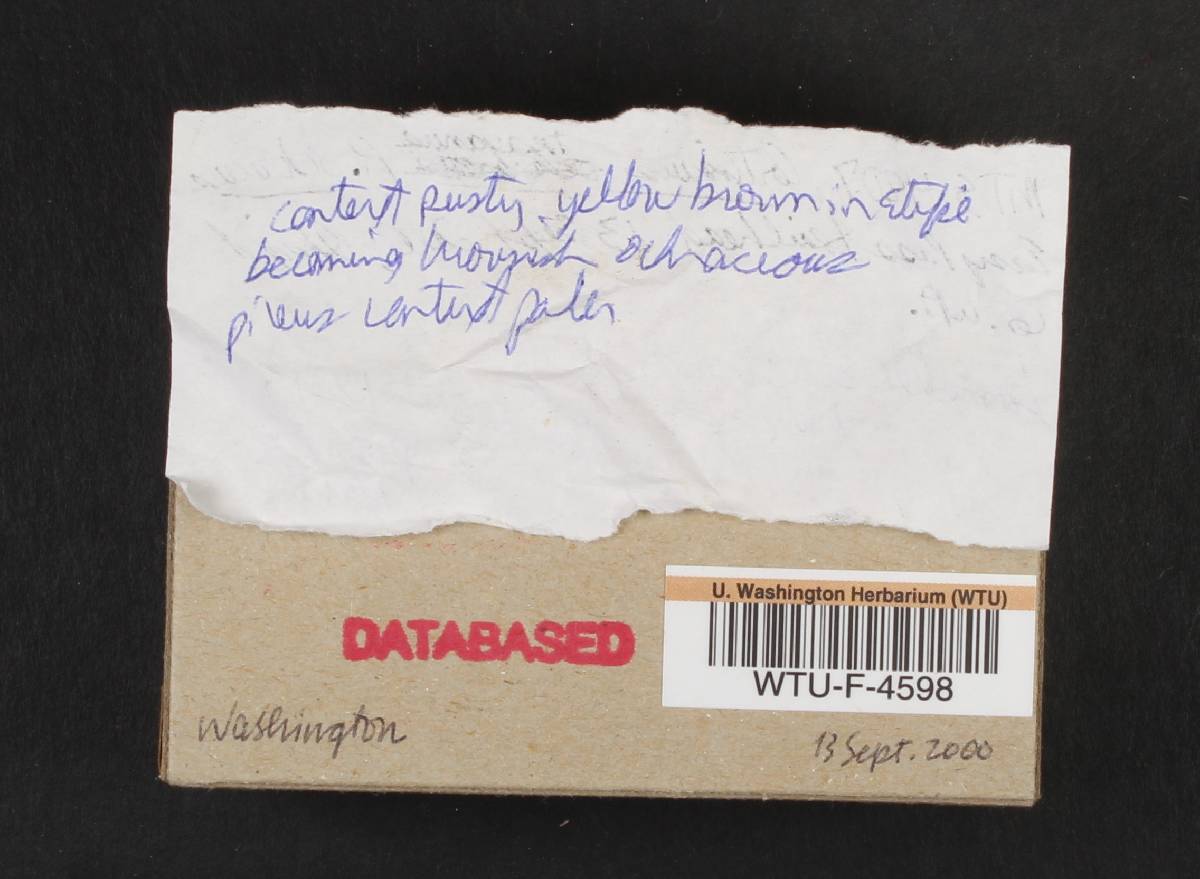 context rusty yellow brown in stipe
becoming brownish ochraceous
pileus context paler
DATABASED
U. Washington Herbarium (WTU)
WTU-F-4598
Washington
13 Sept. 2000